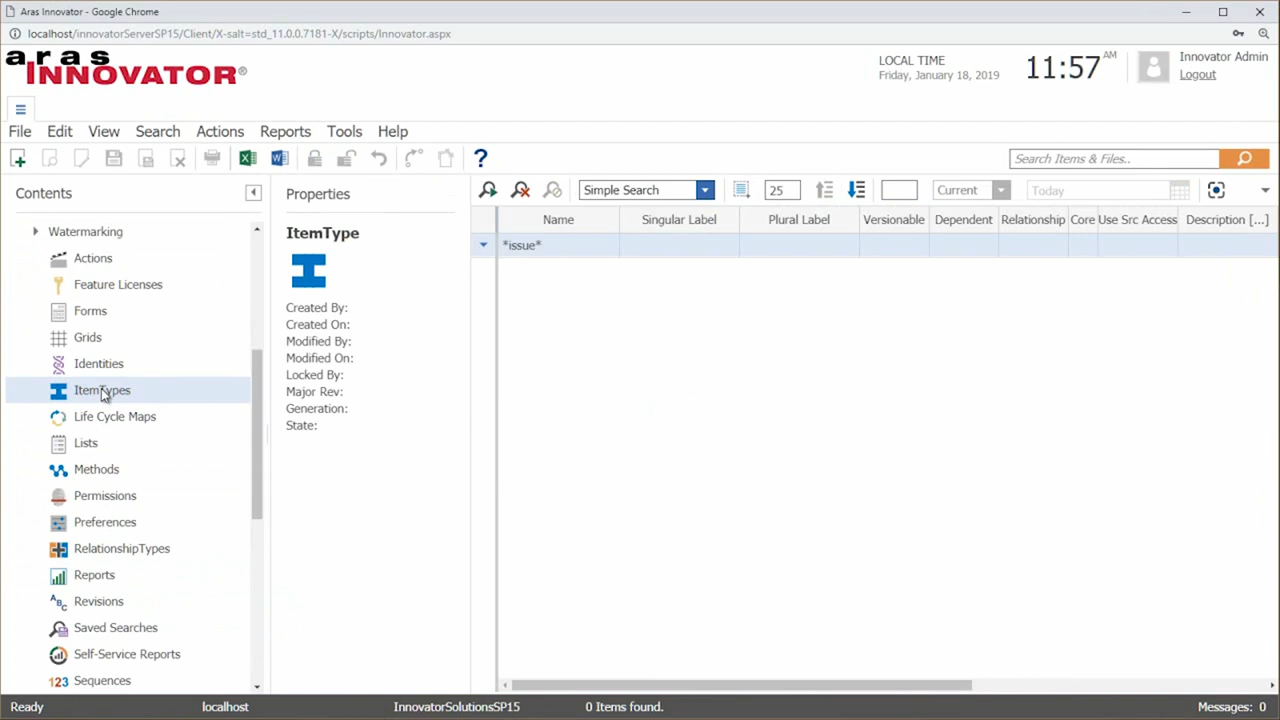 Aras Innovator - Google Chrome
localhost/innovatorServerSP15/Client/X-salt=std_11.0.0.7181-X/scripts/Innovator.aspx
aras
INNOVATOR®
LOCAL TIME
Friday, January 18, 2019
11:57 AM
Innovator Admin
Logout
File Edit View Search Actions Reports Tools Help
Search Items & Files..
Contents
Watermarking
Actions
Feature Licenses
Forms
Grids
Identities
ItemTypes
Life Cycle Maps
Lists
Methods
Permissions
Preferences
RelationshipTypes
Reports
Revisions
Saved Searches
Self-Service Reports
123 Sequences
Properties
ItemType
Created By:
Created On:
Modified By:
Modified On:
Locked By:
Major Rev:
Generation:
State:
Simple Search 25 Current Today
Name Singular Label Plural Label Versionable Dependent Relationship Core Use Src Access Description [...]
*issue*
Ready localhost InnovatorSolutionsSP15 0 Items found. Messages: 0